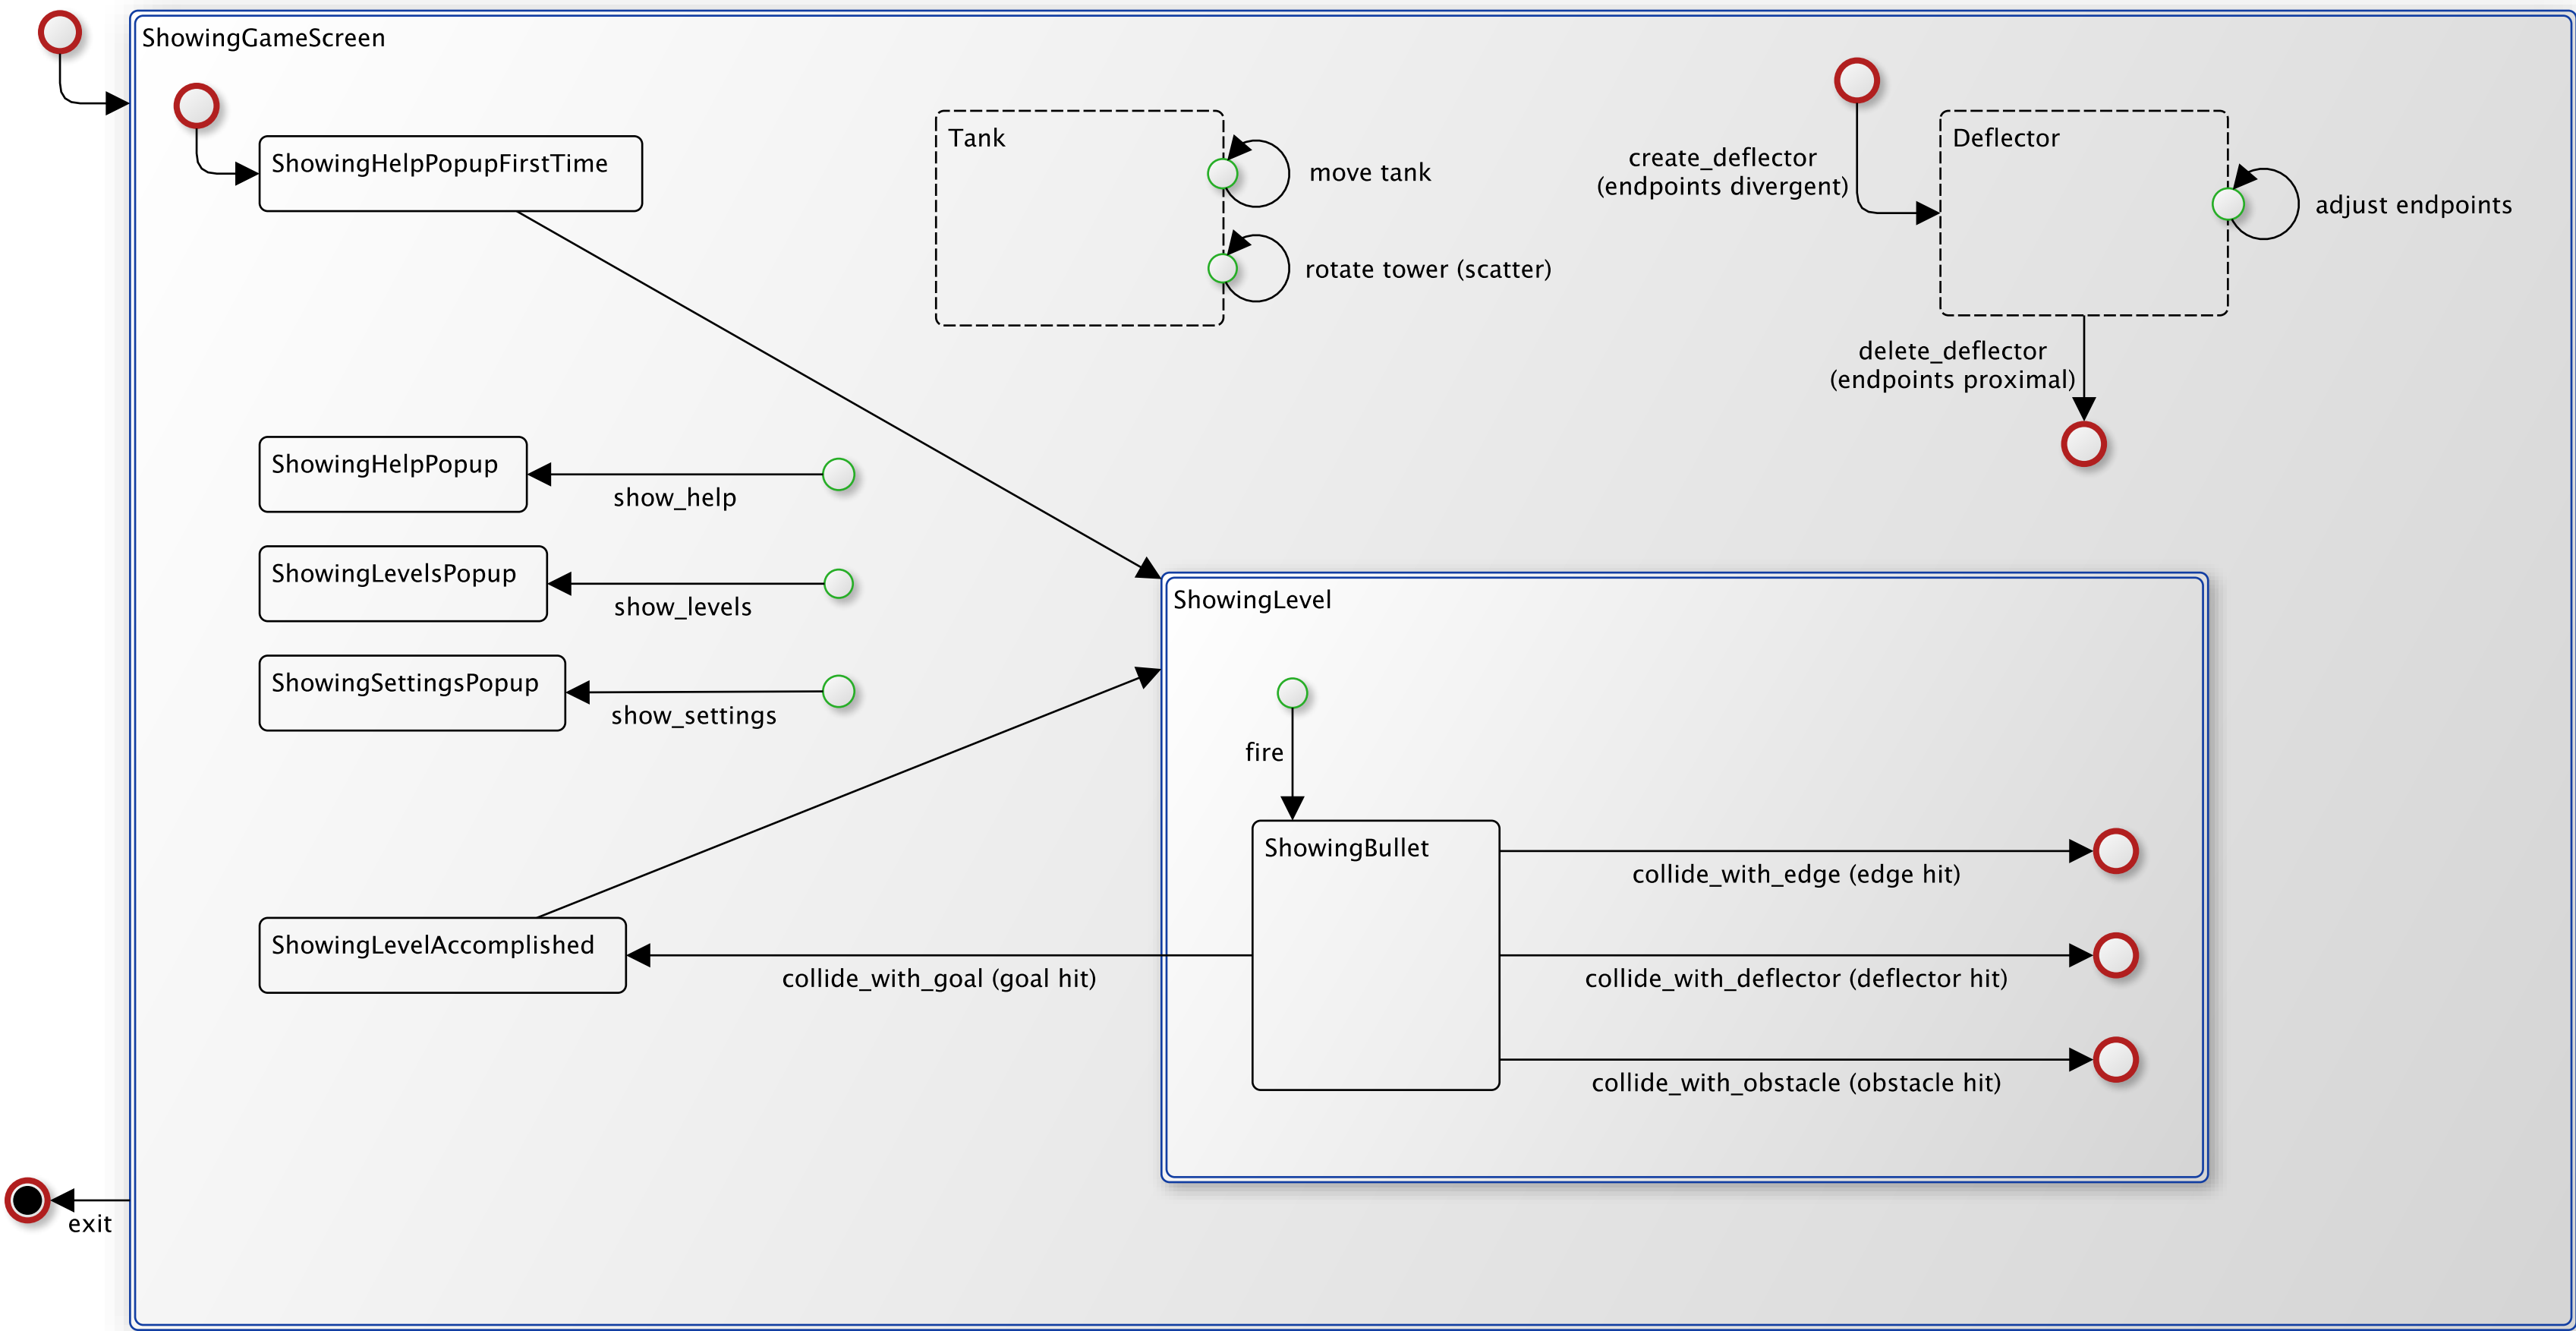 ShowingGameScreen
ShowingHelpPopupFirstTime
Tank
move tank
rotate tower (scatter)
create_deflector
(endpoints divergent)
Deflector
adjust endpoints
delete_deflector
(endpoints proximal)
ShowingHelpPopup
show_help
ShowingLevelsPopup
show_levels
ShowingSettingsPopup
show_settings
ShowingLevel
fire
ShowingBullet
collide_with_edge (edge hit)
ShowingLevelAccomplished
collide_with_goal (goal hit)
collide_with_deflector (deflector hit)
collide_with_obstacle (obstacle hit)
exit